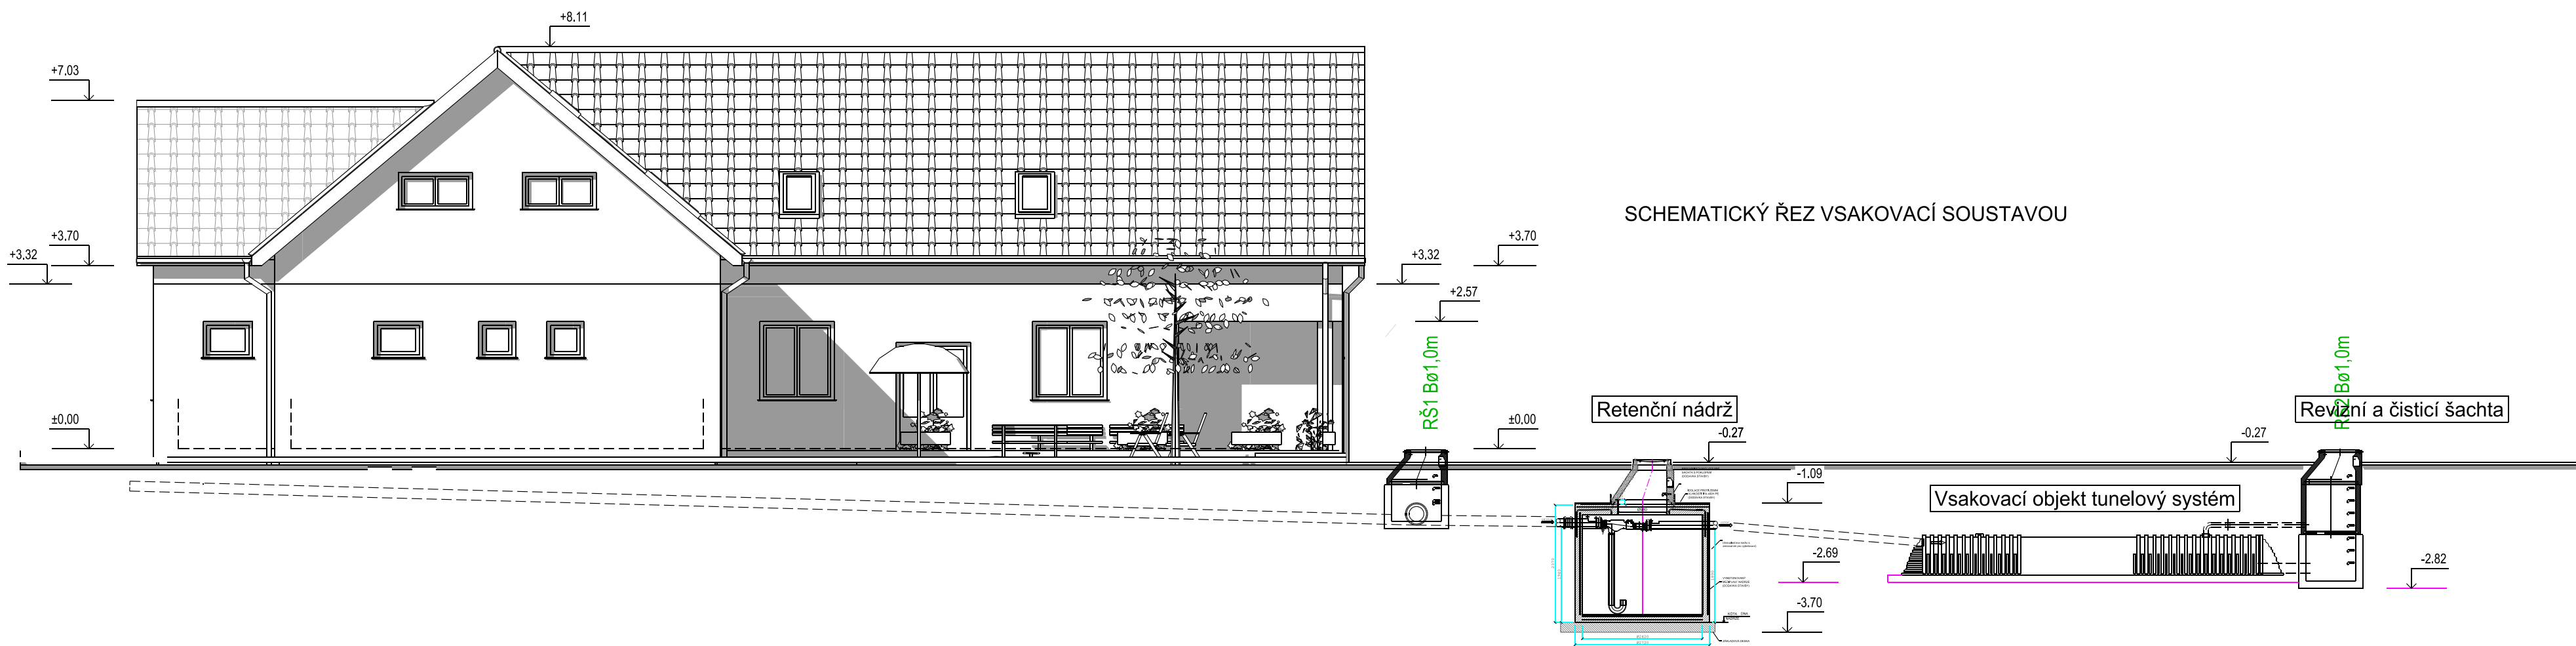 +8,11
+7,03
SCHEMATICKÝ ŘEZ VSAKOVACÍ SOUSTAVOU
+3,70
+3,32
+3,70
+3,32
+2,57
RŠ1 Bø1,0m
RŠ2 Bø1,0m
Retenční nádrž
Revizní a čisticí šachta
±0,00
±0,00
-0,27
-0,27
-1,09
Vsakovací objekt tunelový systém
-2,69
-2,82
-3,70